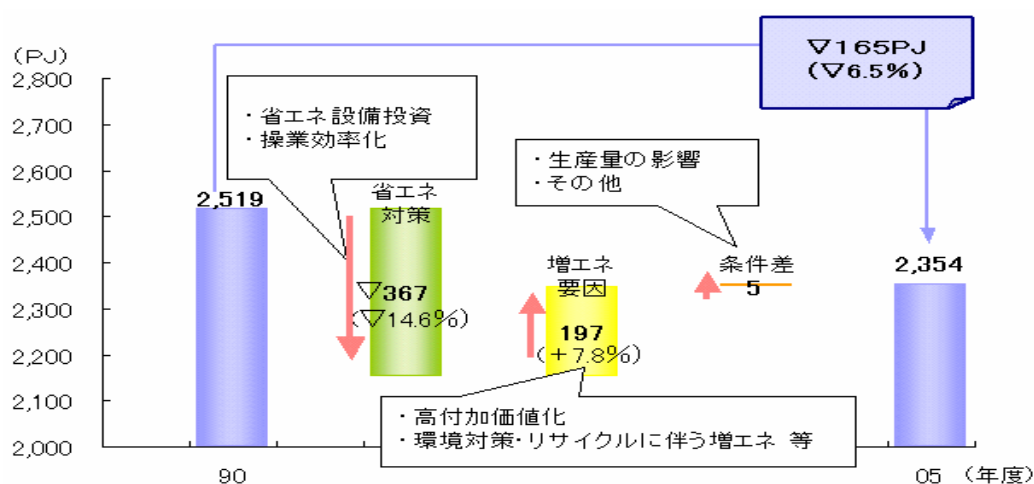 ▽165PJ
(▽6.5%)
(PJ)
2,800
2,700
2,600
2,500
2,400
2,300
2,200
2,100
2,000
・省エネ設備投資
・操業効率化
・生産量の影響
・その他
2,519
省エネ
対策
▽367
(▽14.6%)
増エネ
要因
197
(+7.8%)
条件差
5
2,354
・高付加価値化
・環境対策・リサイクルに伴う増エネ 等
90
05 (年度)